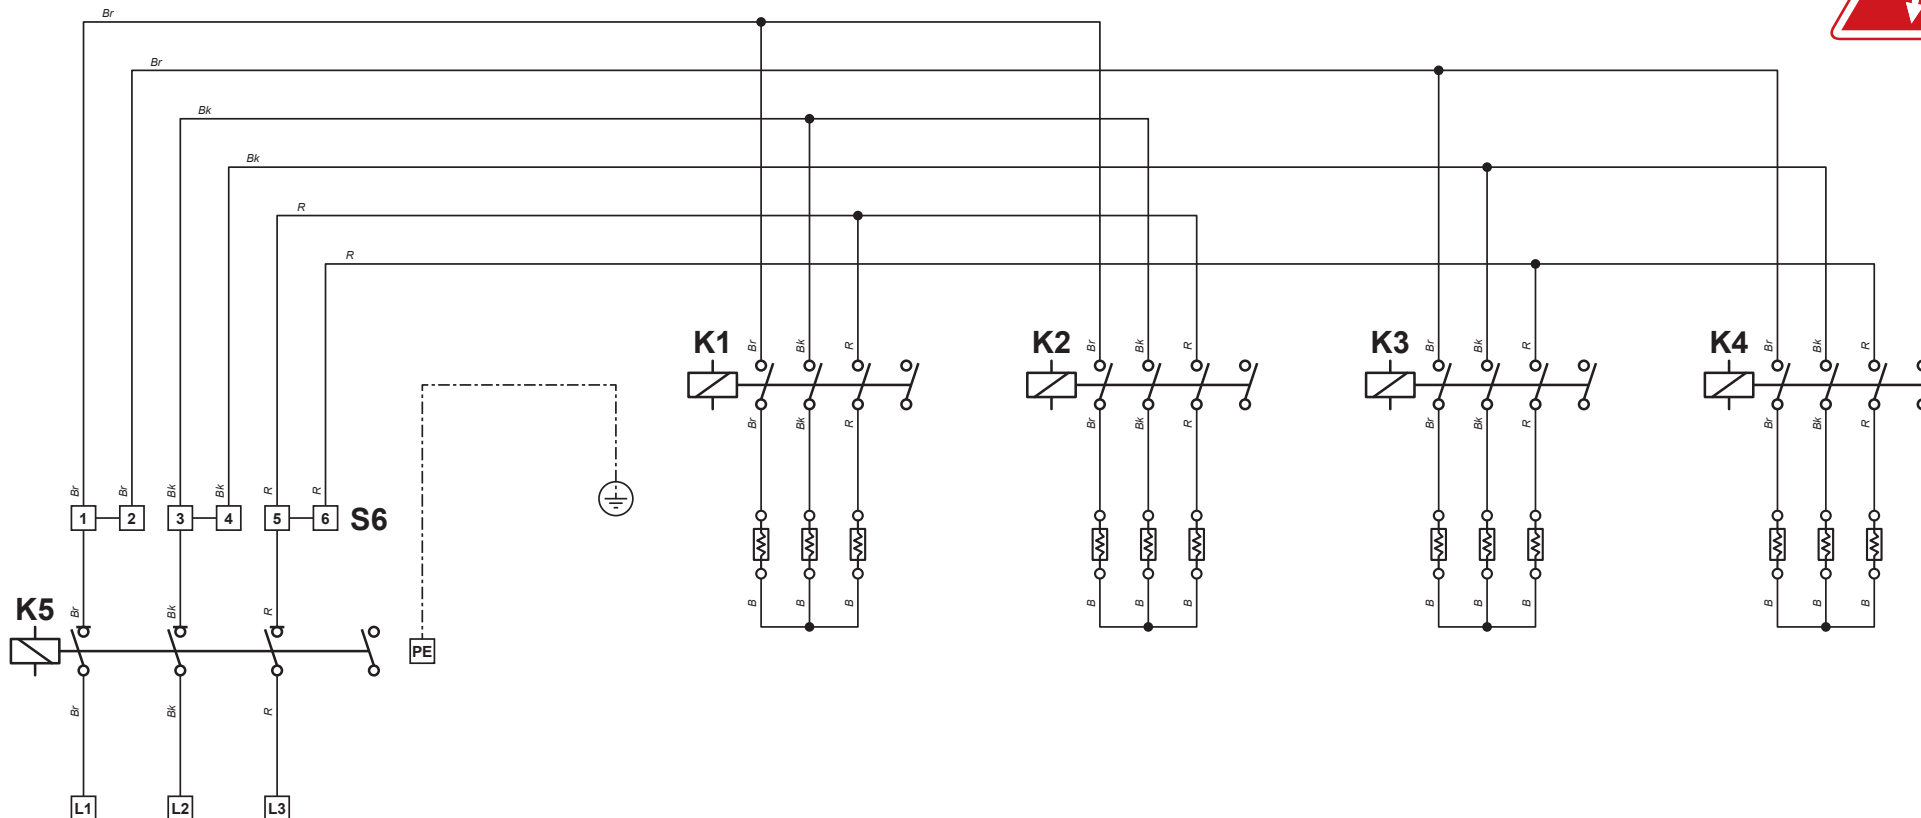 Br
Br
Bk
Bk
R
R
K1 Br Bk R K2 Br Bk R K3 Br Bk R K4 Br Bk R
Br Bk R Br Bk R Br Bk R Br Bk R
Br Br Bk Bk R R
1 2 3 4 5 6 S6
K5 Br Bk R B B B B B B B B B B B B
PE
Br Bk R
L1 L2 L3